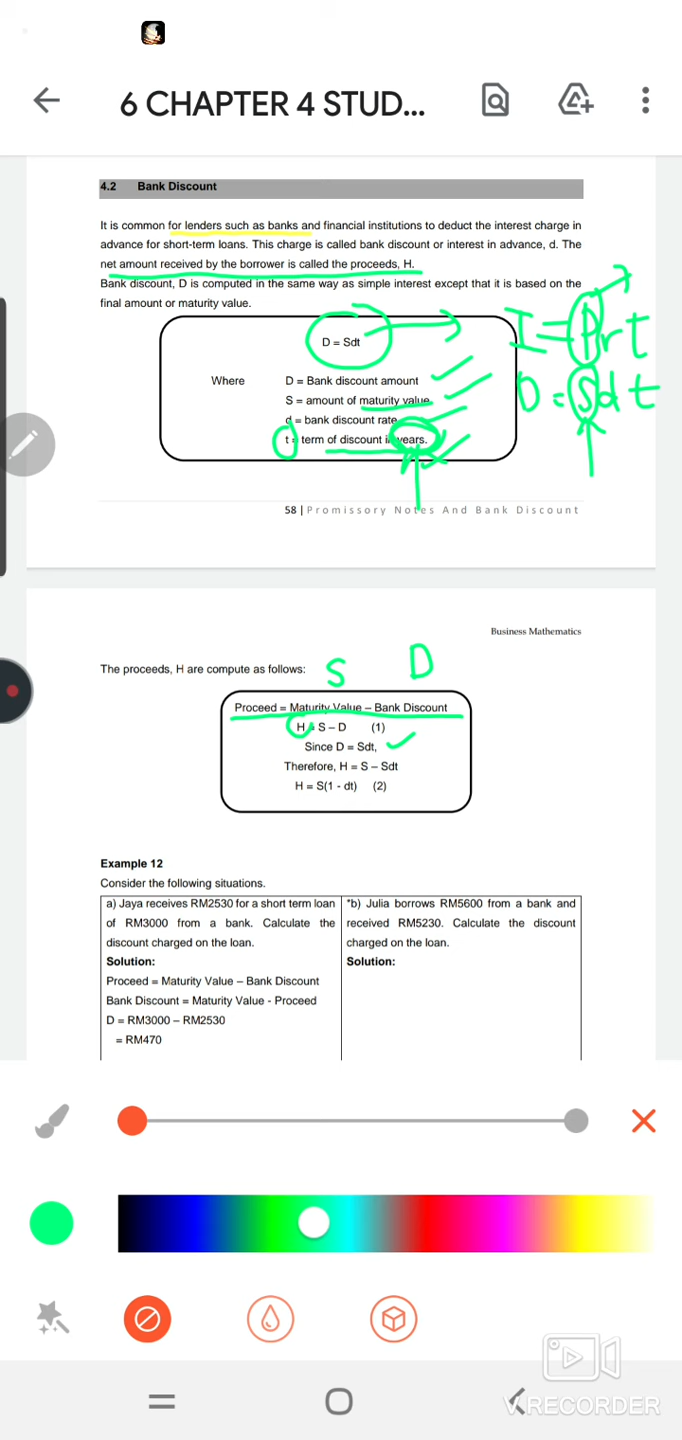 6 CHAPTER 4 STUD...
4.2 Bank Discount
It is common for lenders such as banks and financial institutions to deduct the interest charge in
advance for short-term loans. This charge is called bank discount or interest in advance, d. The
net amount received by the borrower is called the proceeds, H.
Bank discount, D is computed in the same way as simple interest except that it is based on the
final amount or maturity value.
D = Sdt
I = Prt
Where D = Bank discount amount
D = Sdt
S = amount of maturity value
d = bank discount rate
d
t = term of discount in years.
58 | Promissory Notes And Bank Discount
Business Mathematics
The proceeds, H are compute as follows:
S D
Proceed = Maturity Value – Bank Discount
H = S – D (1)
Since D = Sdt,
Therefore, H = S – Sdt
H = S(1 - dt) (2)
Example 12
Consider the following situations.
a) Jaya receives RM2530 for a short term loan
of RM3000 from a bank. Calculate the
discount charged on the loan.
Solution:
Proceed = Maturity Value – Bank Discount
Bank Discount = Maturity Value - Proceed
D = RM3000 – RM2530
= RM470
*b) Julia borrows RM5600 from a bank and
received RM5230. Calculate the discount
charged on the loan.
Solution:
V.RECORDER